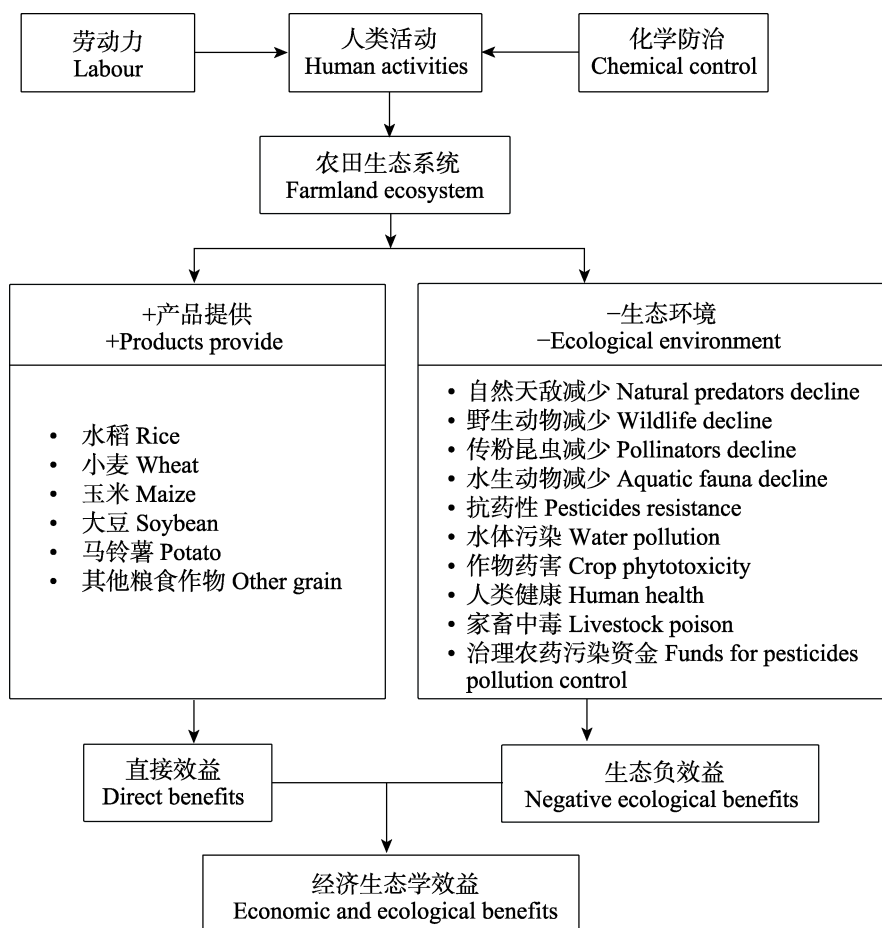 劳动力
Labour
人类活动
Human activities
化学防治
Chemical control
农田生态系统
Farmland ecosystem
+产品提供
+Products provide
• 水稻 Rice
• 小麦 Wheat
• 玉米 Maize
• 大豆 Soybean
• 马铃薯 Potato
• 其他粮食作物 Other grain
−生态环境
−Ecological environment
• 自然天敌减少 Natural predators decline
• 野生动物减少 Wildlife decline
• 传粉昆虫减少 Pollinators decline
• 水生动物减少 Aquatic fauna decline
• 抗药性 Pesticides resistance
• 水体污染 Water pollution
• 作物药害 Crop phytotoxicity
• 人类健康 Human health
• 家畜中毒 Livestock poison
• 治理农药污染资金 Funds for pesticides
pollution control
直接效益
Direct benefits
生态负效益
Negative ecological benefits
经济生态学效益
Economic and ecological benefits